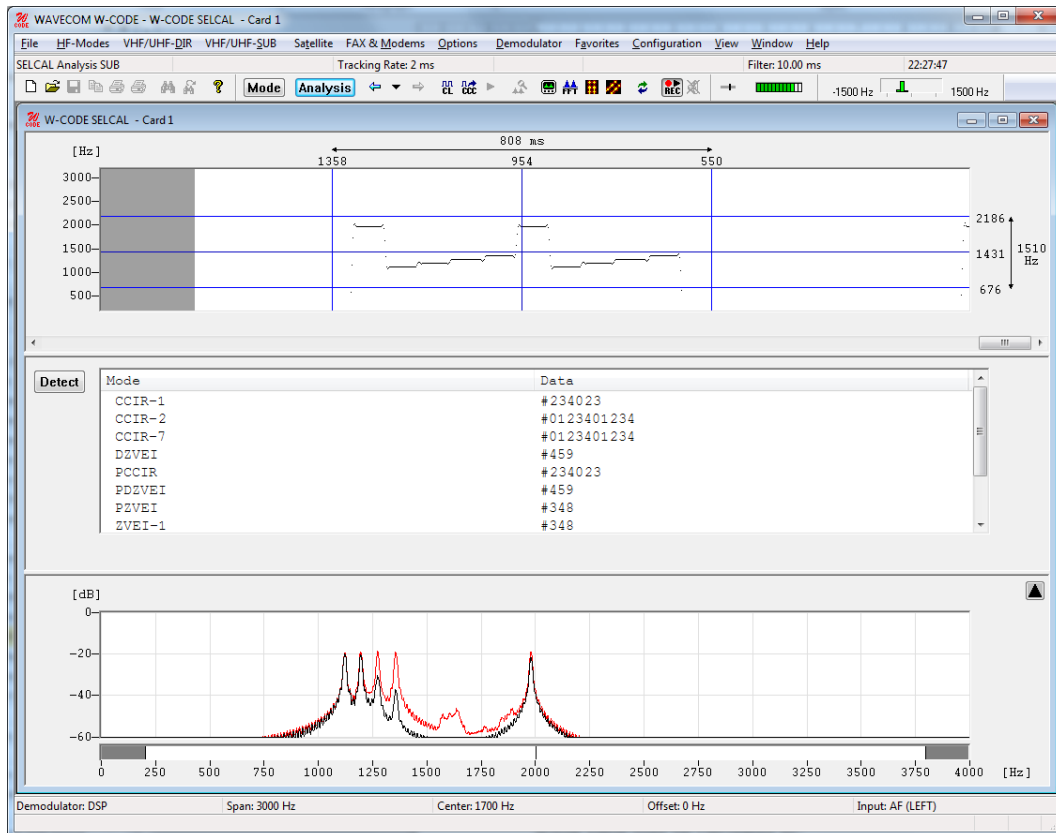 W CODE WAVECOM W-CODE - W-CODE SELCAL - Card 1
File HF-Modes VHF/UHF-DIR VHF/UHF-SUB Satellite FAX & Modems Options Demodulator Favorites Configuration View Window Help
SELCAL Analysis SUB Tracking Rate: 2 ms Filter: 10.00 ms 22:27:47
? Mode Analysis CL CCC REC -1500 Hz 1500 Hz
W CODE W-CODE SELCAL - Card 1
808 ms
[Hz] 1358 954 550
3000
2500
2000 2186
1500 1431 1510
1000 Hz
500 676
Detect Mode Data
CCIR-1 #234023
CCIR-2 #0123401234
CCIR-7 #0123401234
DZVEI #459
PCCIR #234023
PDZVEI #459
PZVEI #348
ZVEI-1 #348
[dB]
0
-20
-40
-60
0 250 500 750 1000 1250 1500 1750 2000 2250 2500 2750 3000 3250 3500 3750 4000 [Hz]
Demodulator: DSP Span: 3000 Hz Center: 1700 Hz Offset: 0 Hz Input: AF (LEFT)